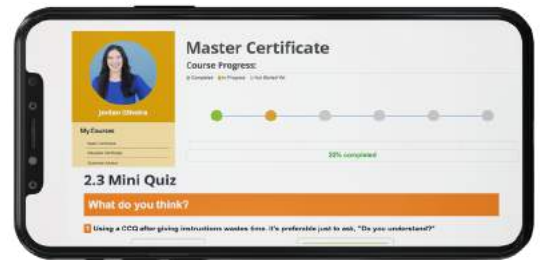 Master Certificate
Course Progress:
Completed In Progress Not Started Yet
Jordan Oliveira
My Courses
20% completed
2.3 Mini Quiz
What do you think?
1 Using a CCQ after giving instructions wastes time. It's preferable just to ask, "Do you understand?"